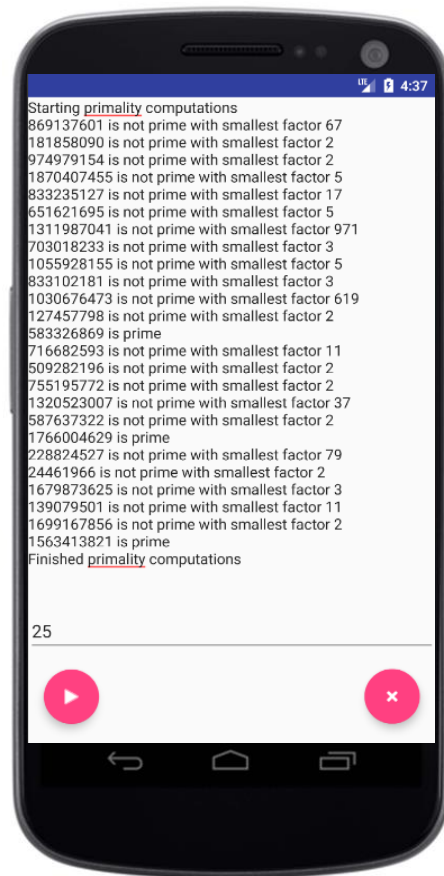 LTE 4:37
Starting primality computations
869137601 is not prime with smallest factor 67
181858090 is not prime with smallest factor 2
974979154 is not prime with smallest factor 2
1870407455 is not prime with smallest factor 5
833235127 is not prime with smallest factor 17
651621695 is not prime with smallest factor 5
1311987041 is not prime with smallest factor 971
703018233 is not prime with smallest factor 3
1055928155 is not prime with smallest factor 5
833102181 is not prime with smallest factor 3
1030676473 is not prime with smallest factor 619
127457798 is not prime with smallest factor 2
583326869 is prime
716682593 is not prime with smallest factor 11
509282196 is not prime with smallest factor 2
755195772 is not prime with smallest factor 2
1320523007 is not prime with smallest factor 37
587637322 is not prime with smallest factor 2
1766004629 is prime
228824527 is not prime with smallest factor 79
24461966 is not prime with smallest factor 2
1679873625 is not prime with smallest factor 3
139079501 is not prime with smallest factor 11
1699167856 is not prime with smallest factor 2
1563413821 is prime
Finished primality computations
25